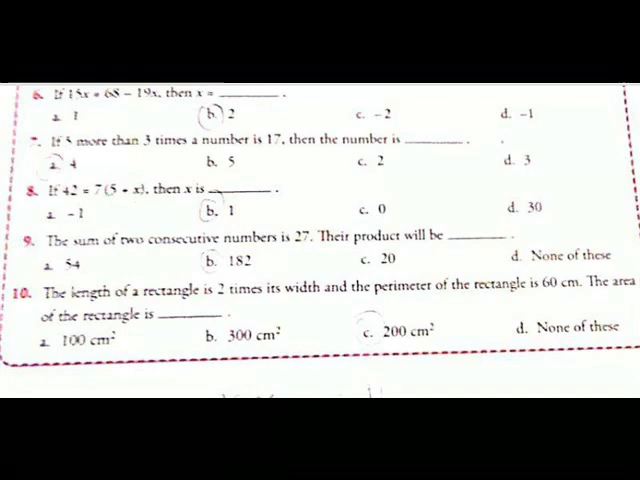 6. If 15x = 68 – 19x, then x = ________ .
a. 1 b. 2 c. –2 d. –1
7. If 5 more than 3 times a number is 17, then the number is ________ .
a. 4 b. 5 c. 2 d. 3
8. If 42 = 7(5 + x), then x is ________ .
a. –1 b. 1 c. 0 d. 30
9. The sum of two consecutive numbers is 27. Their product will be ________ .
a. 54 b. 182 c. 20 d. None of these
10. The length of a rectangle is 2 times its width and the perimeter of the rectangle is 60 cm. The area
of the rectangle is ________ .
a. 100 cm² b. 300 cm² c. 200 cm² d. None of these